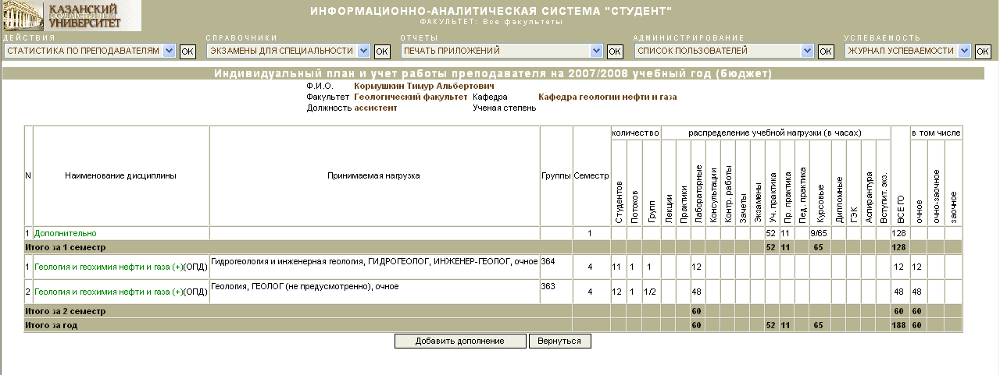 КАЗАНСКИЙ
ГОСУДАРСТВЕННЫЙ
УНИВЕРСИТЕТ
ИНФОРМАЦИОННО-АНАЛИТИЧЕСКАЯ СИСТЕМА "СТУДЕНТ"
ФАКУЛЬТЕТ: Все факультеты
ДЕЙСТВИЯ СПРАВОЧНИКИ ОТЧЕТЫ АДМИНИСТРИРОВАНИЕ УСПЕВАЕМОСТЬ
СТАТИСТИКА ПО ПРЕПОДАВАТЕЛЯМ OK ЭКЗАМЕНЫ ДЛЯ СПЕЦИАЛЬНОСТИ OK ПЕЧАТЬ ПРИЛОЖЕНИЙ OK СПИСОК ПОЛЬЗОВАТЕЛЕЙ OK ЖУРНАЛ УСПЕВАЕМОСТИ OK
Индивидуальный план и учет работы преподавателя на 2007/2008 учебный год (бюджет)
Ф.И.О. Кормушкин Тимур Альбертович
Факультет Геологический факультет Кафедра Кафедра геологии нефти и газа
Должность ассистент Ученая степень
N Наименование дисциплины Принимаемая нагрузка Группы Семестр количество распределение учебной нагрузки (в часах) ВСЕГО в том числе
Студентов Потоков Групп Лекции Практики Лабораторные Консультации Контр. работы Зачеты Экзамены Уч. практика Пр. практика Пед. практика Курсовые Дипломные ГЭК Аспирантура Вступит. экз. очное очно-заочное заочное
1 Дополнительно 1 52 11 9/65 128
Итого за 1 семестр 52 11 65 128
1 Геология и геохимия нефти и газа (+)(ОПД) Гидрогеология и инженерная геология, ГИДРОГЕОЛОГ, ИНЖЕНЕР-ГЕОЛОГ, очное 364 4 11 1 1 12 12 12
2 Геология и геохимия нефти и газа (+)(ОПД) Геология, ГЕОЛОГ (не предусмотренно), очное 363 4 12 1 1/2 48 48 48
Итого за 2 семестр 60 60 60
Итого за год 60 52 11 65 188 60
Добавить дополнение Вернуться